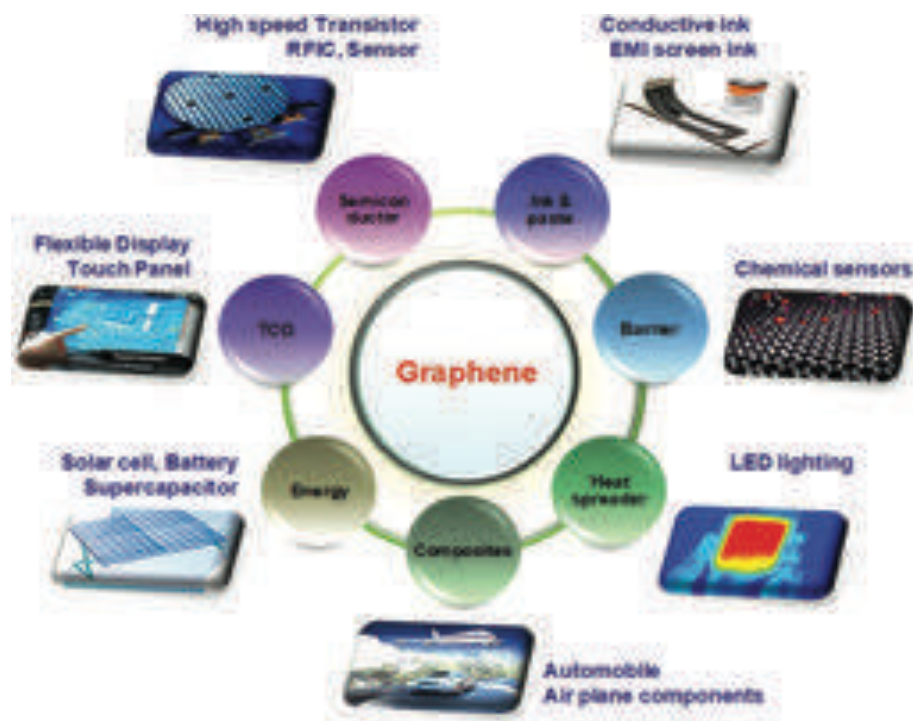 High speed Transistor
RFIC, Sensor
Conductive ink
EMI screen ink
Semicon
ductor
Ink &
paste
Flexible Display
Touch Panel
TCO
Barrier
Chemical sensors
Graphene
Solar cell, Battery
Supercapacitor
Energy
Heat
spreader
LED lighting
Composites
Automobile
Air plane components